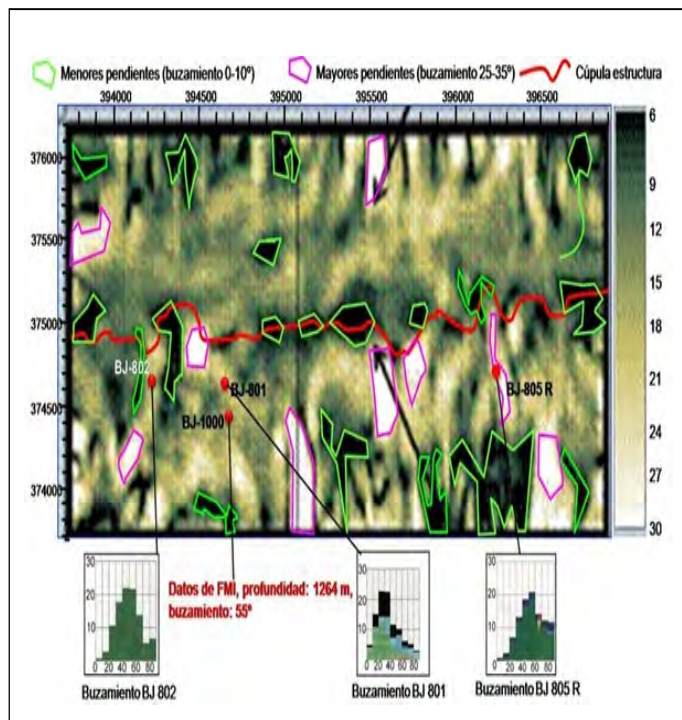 Menores pendientes (buzamiento 0-10º)
Mayores pendientes (buzamiento 25-35º)
Cúpula estructura
394000 394500 395000 395500 396000 396500
376000
375500
375000
374500
374000
6
9
12
15
18
21
24
27
30
BJ-802
BJ-801
BJ-1000
BJ-805 R
Datos de FMI, profundidad: 1264 m,
buzamiento: 55º
30
20
10
0 20 40 60 80
Buzamiento BJ 802
30
20
10
0 20 40 60 80
Buzamiento BJ 801
30
20
10
0 20 40 60 80
Buzamiento BJ 805 R